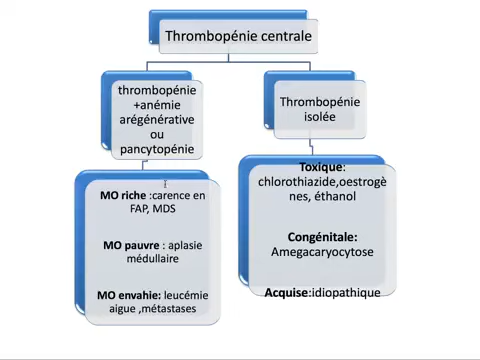 Thrombopénie centrale
thrombopénie
+anémie
arégénérative
ou
pancytopénie
Thrombopénie
isolée
MO riche :carence en
FAP, MDS
MO pauvre : aplasie
médullaire
MO envahie: leucémie
aigue ,métastases
Toxique:
chlorothiazide,oestrogè
nes, éthanol
Congénitale:
Amegacaryocytose
Acquise:idiopathique